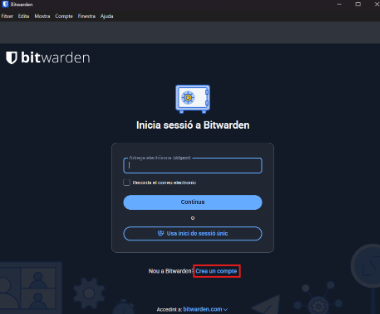 Bitwarden
Fitxer Edita Mostra Compte Finestra Ajuda
bitwarden
Inicia sessió a Bitwarden
Adreça electrònica (obligatori)
Recorda el correu electrònic
Continua
o
Usa inici de sessió únic
Nou a Bitwarden? Crea un compte
Accedint a: bitwarden.com